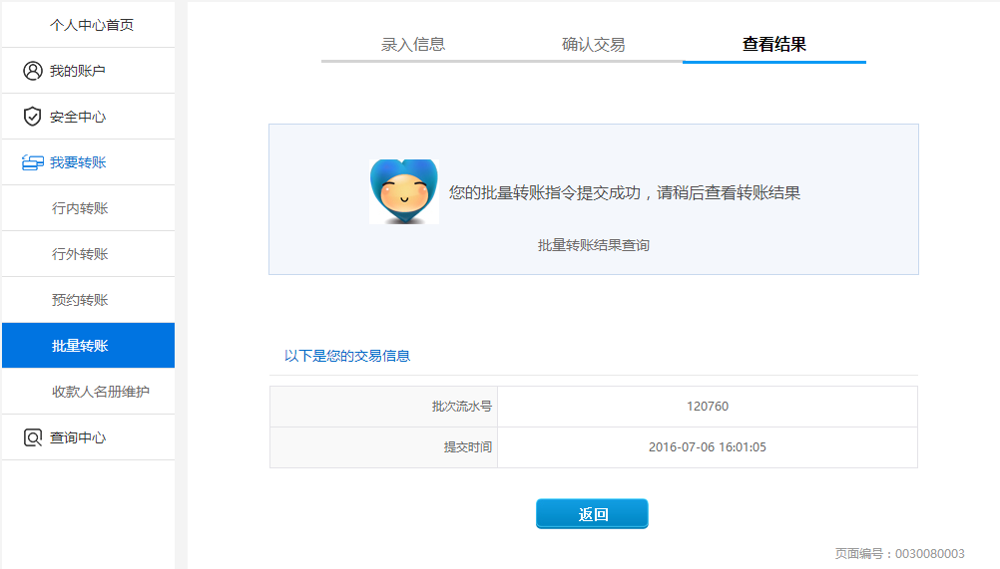 个人中心首页
我的账户
安全中心
我要转账
行内转账
行外转账
预约转账
批量转账
收款人名册维护
查询中心
录入信息 确认交易 查看结果
您的批量转账指令提交成功，请稍后查看转账结果
批量转账结果查询
以下是您的交易信息
批次流水号 120760
提交时间 2016-07-06 16:01:05
返回
页面编号：0030080003